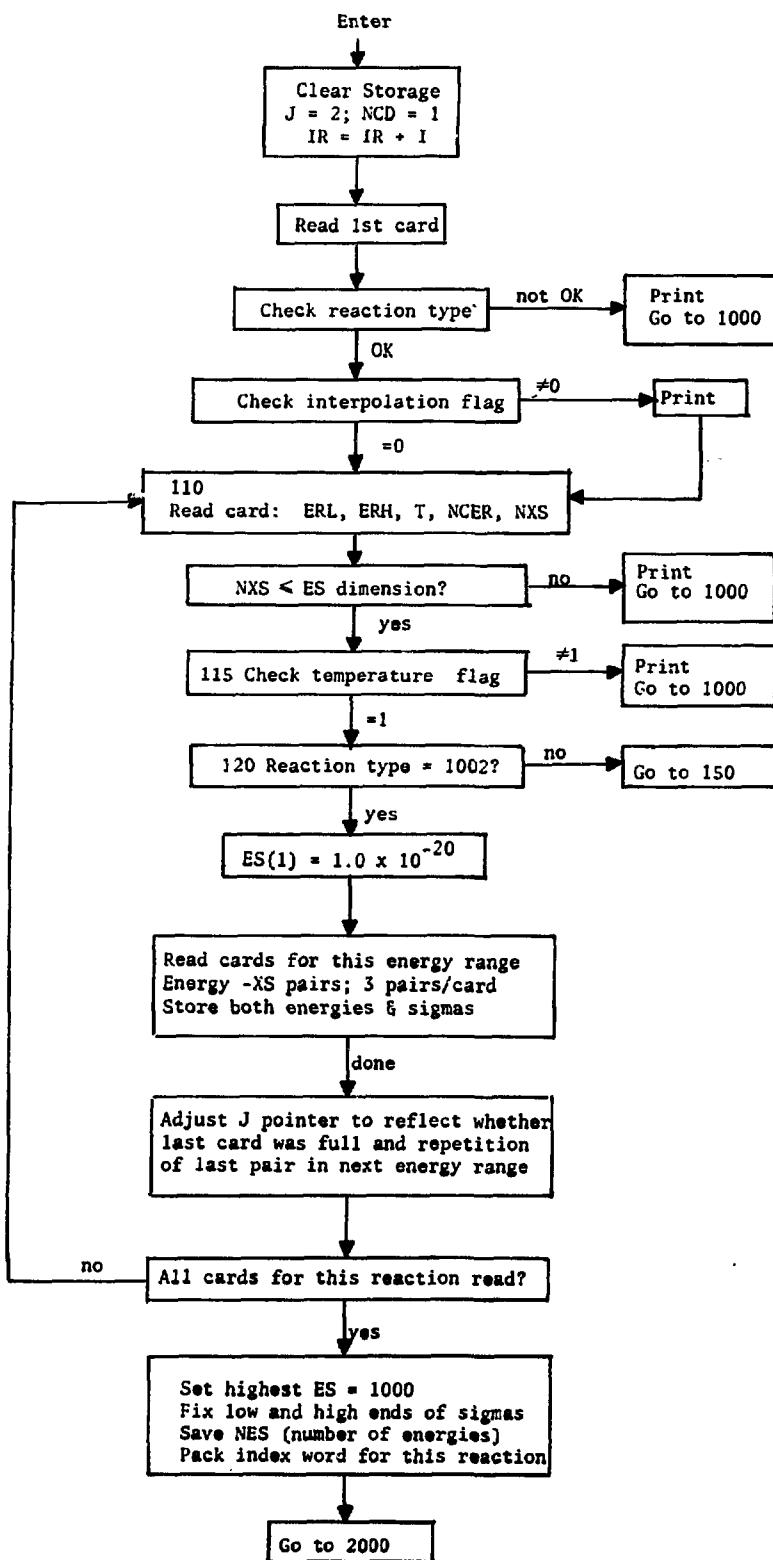 Enter
Clear Storage
J = 2; NCD = 1
IR = IR + I
Read 1st card
Check reaction type
not OK
Print
Go to 1000
OK
Check interpolation flag
≠0
Print
=0
110
Read card: ERL, ERH, T, NCER, NXS
NXS ≤ ES dimension?
no
Print
Go to 1000
yes
115 Check temperature flag
≠1
Print
Go to 1000
=1
120 Reaction type = 1002?
no
Go to 150
yes
ES(1) = 1.0 x 10^-20
Read cards for this energy range
Energy -XS pairs; 3 pairs/card
Store both energies & sigmas
done
Adjust J pointer to reflect whether
last card was full and repetition
of last pair in next energy range
no
All cards for this reaction read?
yes
Set highest ES = 1000
Fix low and high ends of sigmas
Save NES (number of energies)
Pack index word for this reaction
Go to 2000